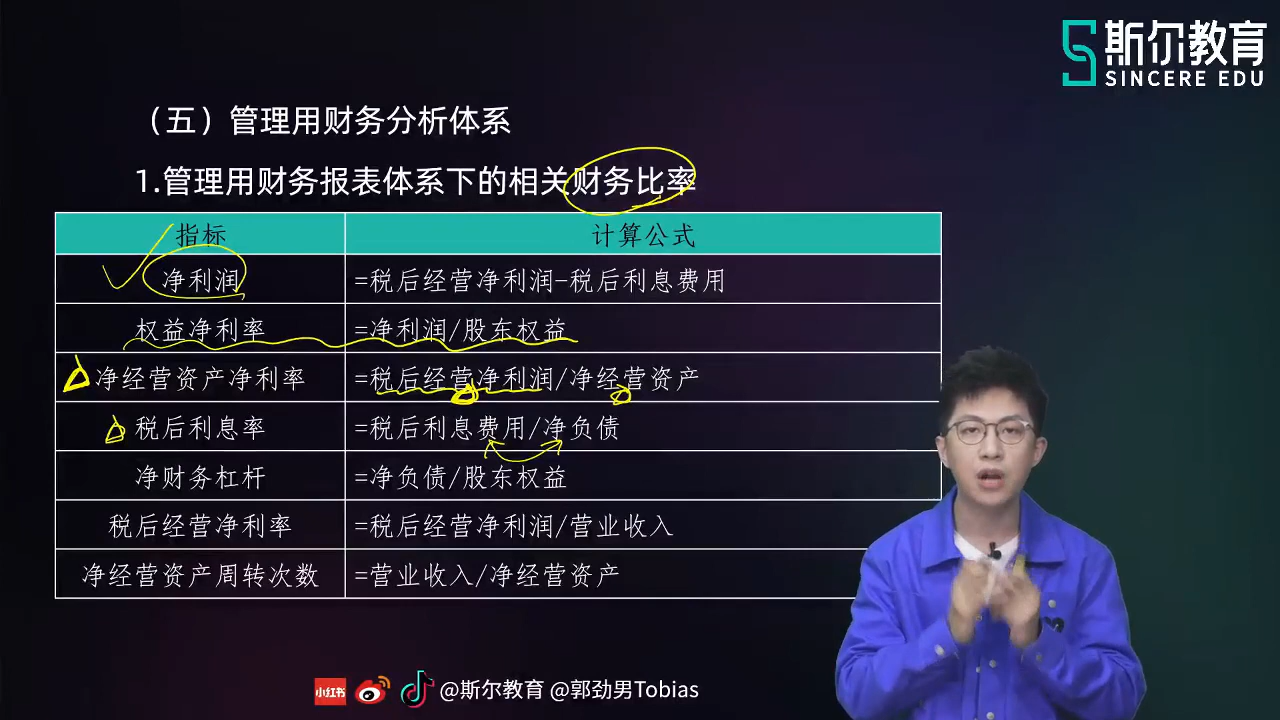 斯尔教育
SINCERE EDU
（五）管理用财务分析体系
1.管理用财务报表体系下的相关财务比率
指标 计算公式
净利润 =税后经营净利润-税后利息费用
权益净利率 =净利润/股东权益
净经营资产净利率 =税后经营净利润/净经营资产
税后利息率 =税后利息费用/净负债
净财务杠杆 =净负债/股东权益
税后经营净利率 =税后经营净利润/营业收入
净经营资产周转次数 =营业收入/净经营资产
小红书 @斯尔教育 @郭劲男Tobias